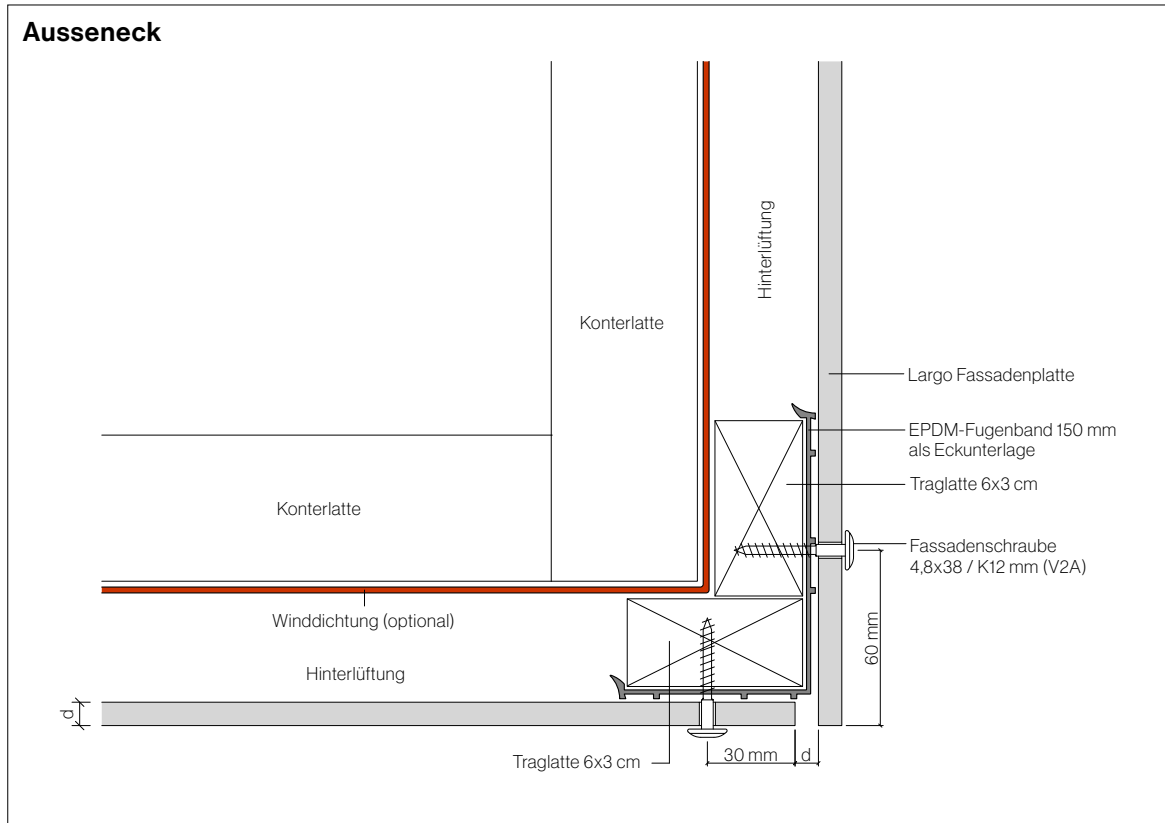 Ausseneck
Hinterlüftung
Konterlatte
Largo Fassadenplatte
EPDM-Fugenband 150 mm
als Eckunterlage
Traglatte 6x3 cm
Konterlatte
Fassadenschraube
4,8x38 / K12 mm (V2A)
Winddichtung (optional)
60 mm
Hinterlüftung
d
30 mm
d
Traglatte 6x3 cm